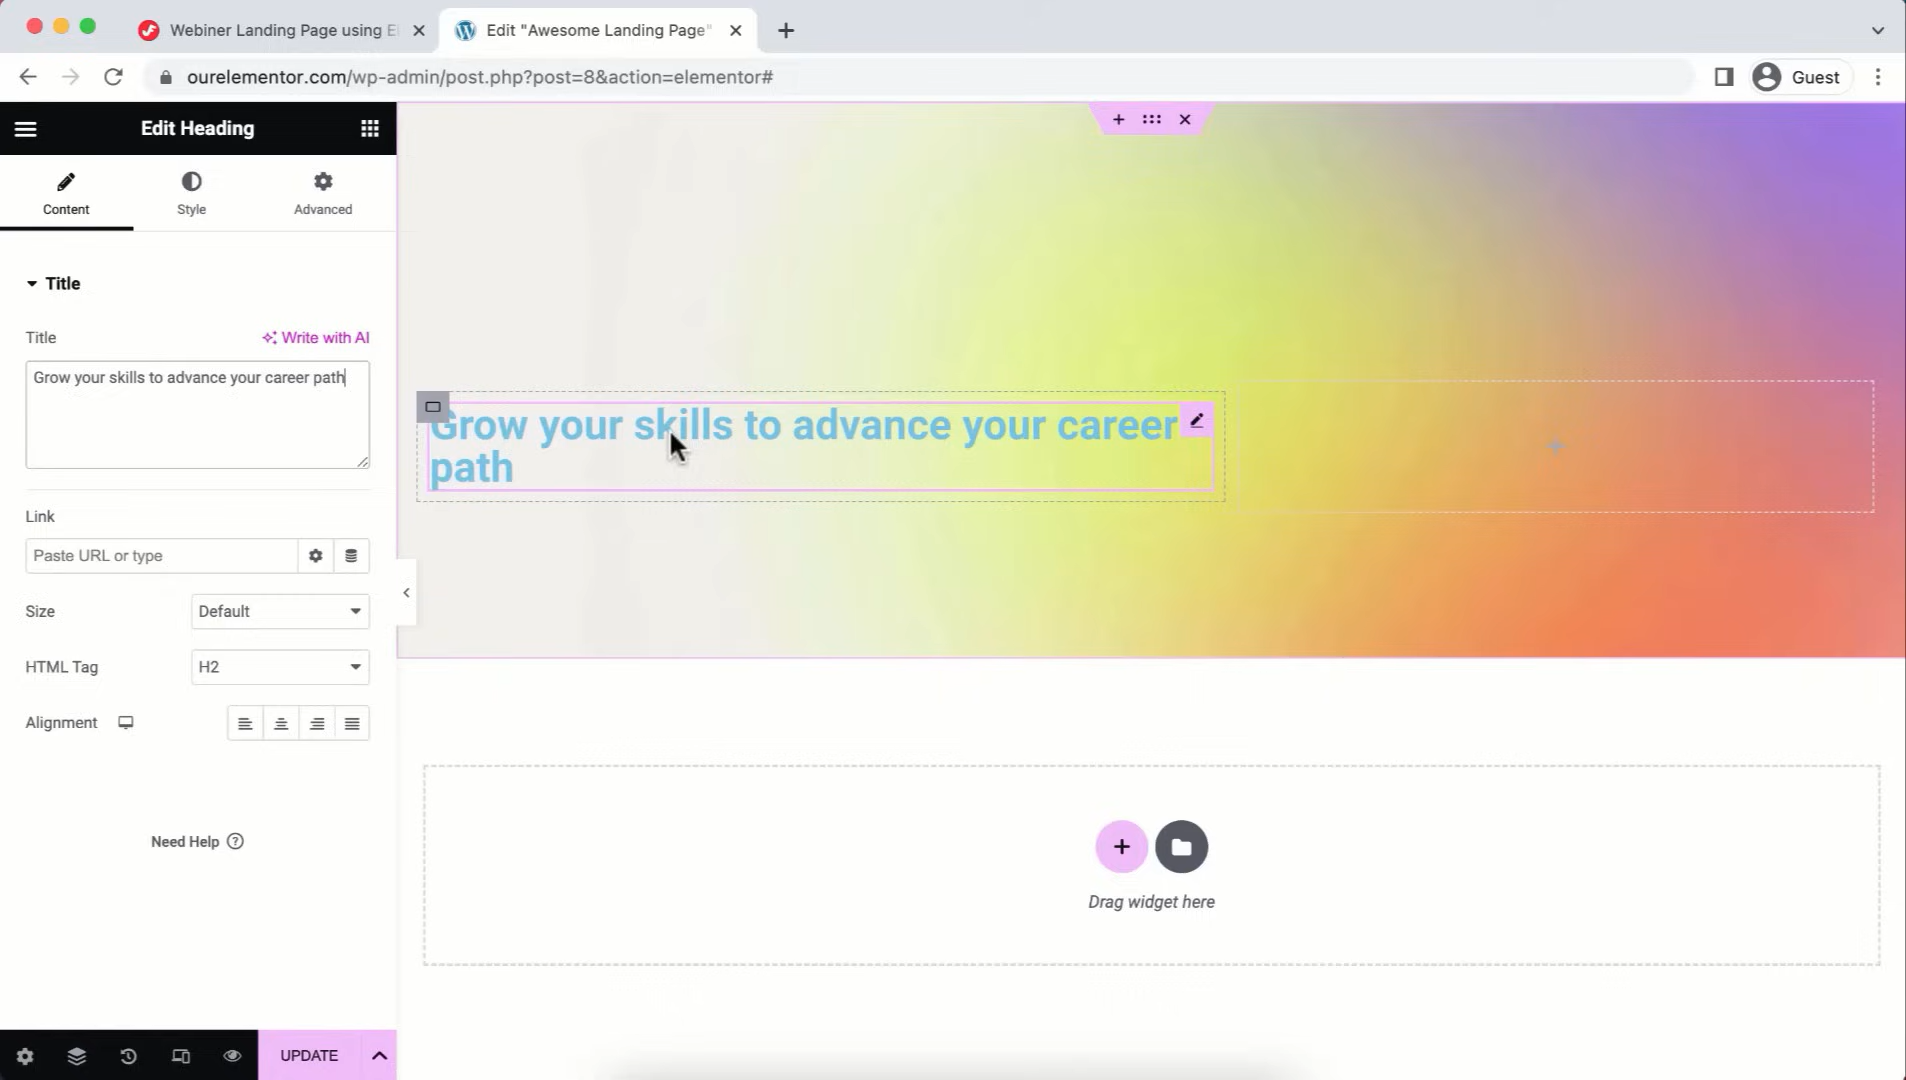 Webiner Landing Page using El
Edit "Awesome Landing Page"
ourelementor.com/wp-admin/post.php?post=8&action=elementor#
Guest
Edit Heading
Content
Style
Advanced
Title
Title
Write with AI
Grow your skills to advance your career path
Link
Paste URL or type
Size
Default
HTML Tag
H2
Alignment
Need Help
UPDATE
Grow your skills to advance your career
path
Drag widget here